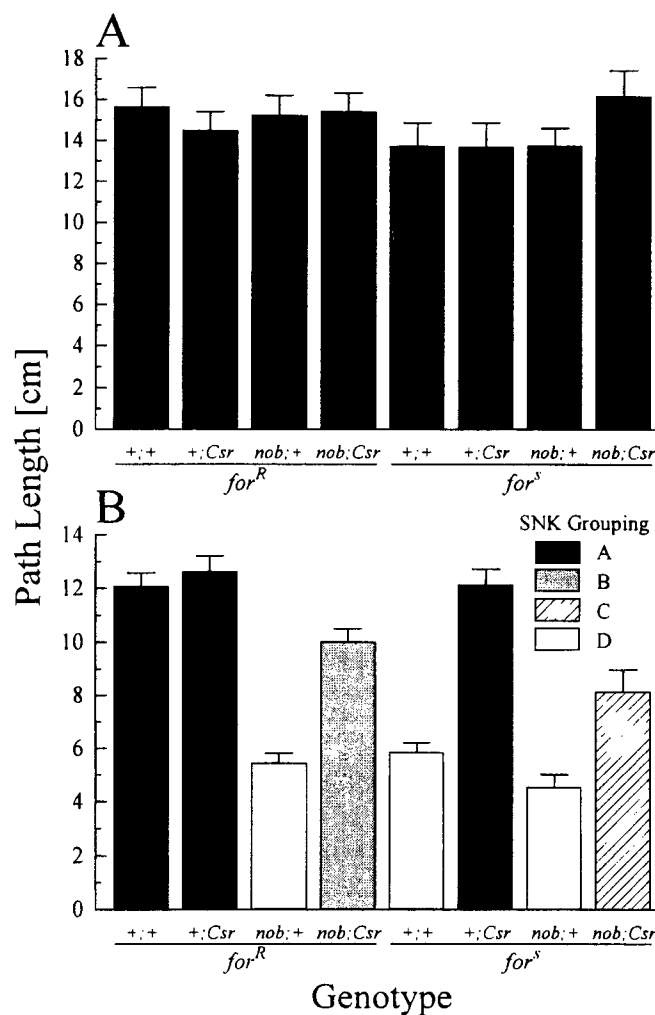 A
18
16
14
12
10
8
6
4
2
0
+;+ +;Csr nob;+ nob;Csr +;+ +;Csr nob;+ nob;Csr
for^R for^s
Path Length [cm]
B
SNK Grouping
A
B
C
D
14
12
10
8
6
4
2
0
+;+ +;Csr nob;+ nob;Csr +;+ +;Csr nob;+ nob;Csr
for^R for^s
Genotype